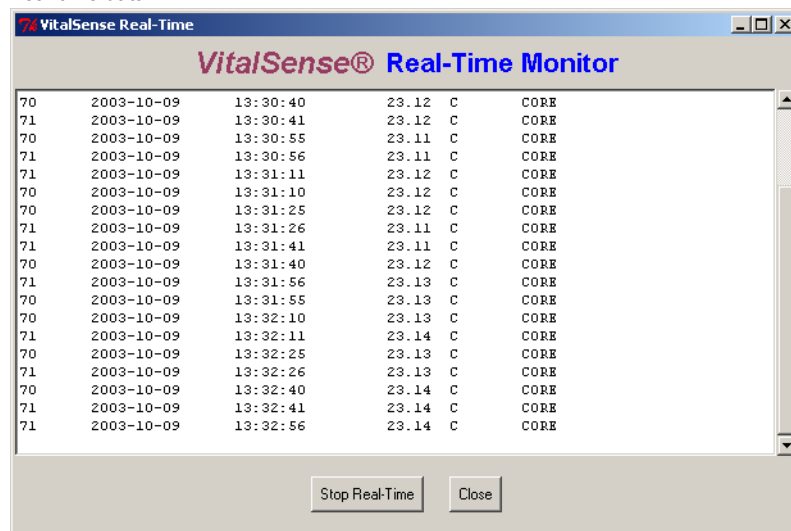 VitalSense Real-Time
VitalSense® Real-Time Monitor
70 2003-10-09 13:30:40 23.12 C CORE
71 2003-10-09 13:30:41 23.12 C CORE
70 2003-10-09 13:30:55 23.11 C CORE
71 2003-10-09 13:30:56 23.11 C CORE
71 2003-10-09 13:31:11 23.12 C CORE
70 2003-10-09 13:31:10 23.12 C CORE
70 2003-10-09 13:31:25 23.12 C CORE
71 2003-10-09 13:31:26 23.11 C CORE
71 2003-10-09 13:31:41 23.11 C CORE
70 2003-10-09 13:31:40 23.12 C CORE
71 2003-10-09 13:31:56 23.13 C CORE
70 2003-10-09 13:31:55 23.13 C CORE
70 2003-10-09 13:32:10 23.13 C CORE
71 2003-10-09 13:32:11 23.14 C CORE
70 2003-10-09 13:32:25 23.13 C CORE
71 2003-10-09 13:32:26 23.13 C CORE
70 2003-10-09 13:32:40 23.14 C CORE
71 2003-10-09 13:32:41 23.14 C CORE
71 2003-10-09 13:32:56 23.14 C CORE
Stop Real-Time Close